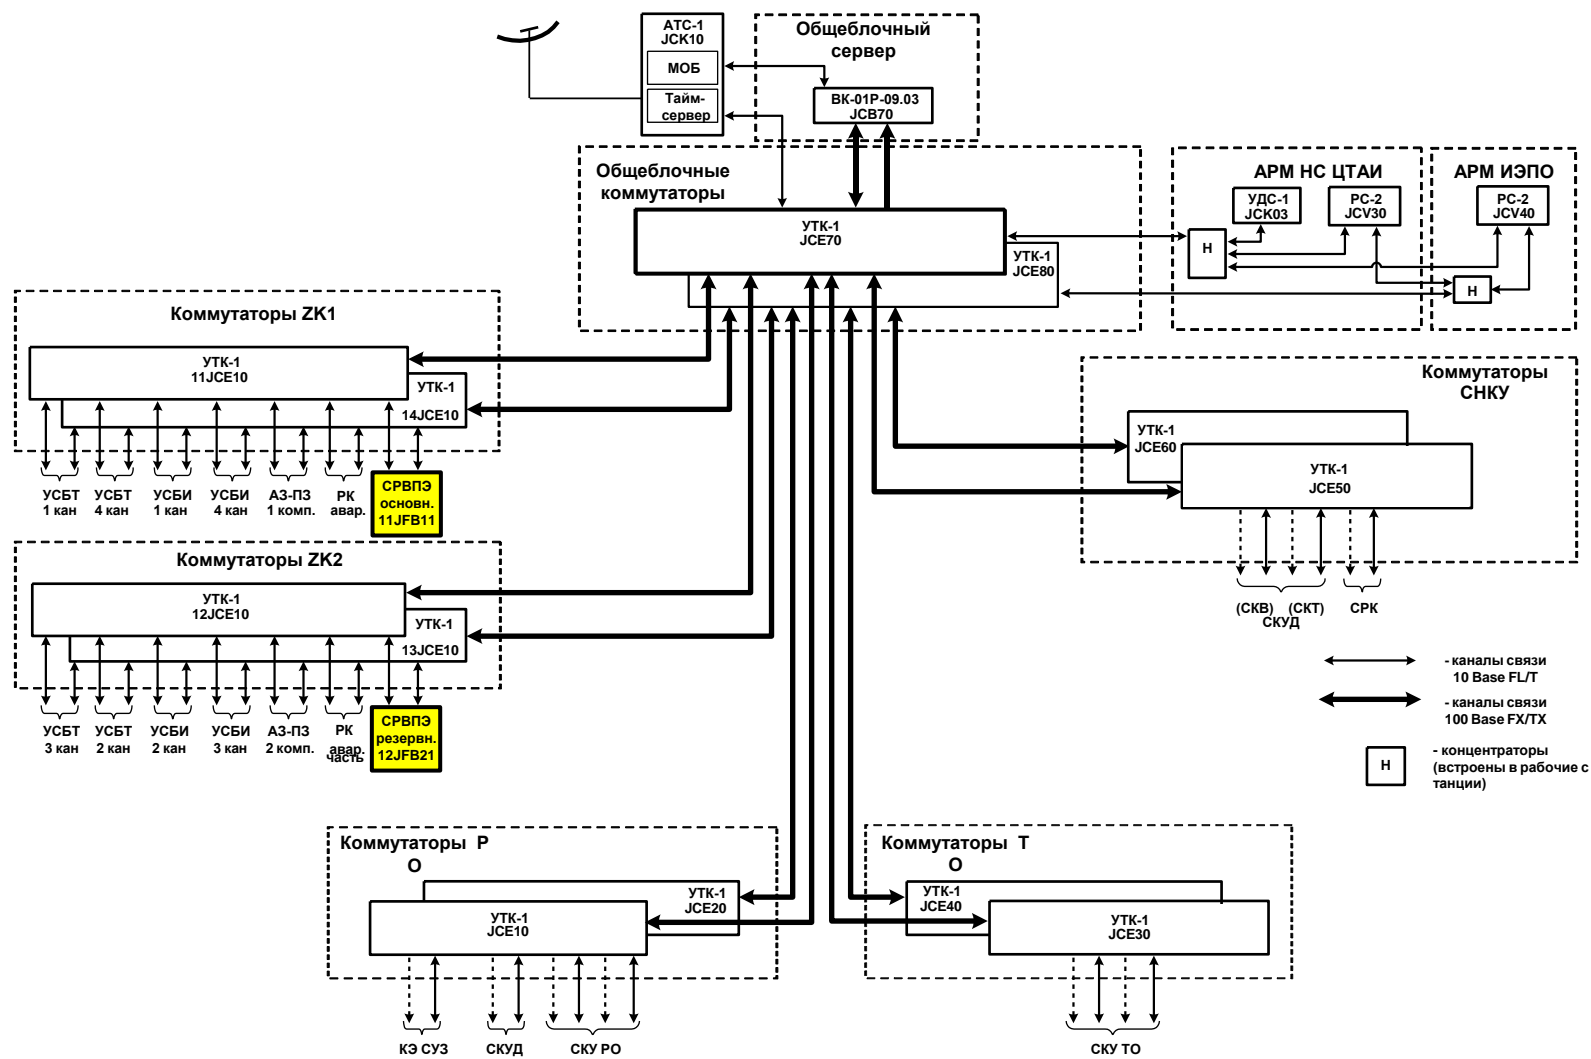 АТС-1
JCK10
МОБ
Тайм-
сервер
Общеблочный
сервер
ВК-01Р-09.03
JCB70
Общеблочные
коммутаторы
УТК-1
JCE70
УТК-1
JCE80
АРМ НС ЦТАИ
УДС-1
JCK03
РС-2
JCV30
Н
АРМ ИЭПО
РС-2
JCV40
Н
Коммутаторы ZK1
УТК-1
11JCE10
УТК-1
14JCE10
УСБТ
1 кан
УСБТ
4 кан
УСБИ
1 кан
УСБИ
4 кан
АЗ-ПЗ
1 комп.
РК
авар.
СРВПЭ
основн.
11JFB11
Коммутаторы
СНКУ
УТК-1
JCE60
УТК-1
JCE50
(СКВ)
(СКТ)
СКУД
СРК
Коммутаторы ZK2
УТК-1
12JCE10
УТК-1
13JCE10
УСБТ
3 кан
УСБТ
2 кан
УСБИ
2 кан
УСБИ
3 кан
АЗ-ПЗ
2 комп.
РК
авар.
часть
СРВПЭ
резервн.
12JFB21
- каналы связи
10 Base FL/T
- каналы связи
100 Base FX/TX
Н
- концентраторы
(встроены в рабочие с
танции)
Коммутаторы Р
О
УТК-1
JCE20
УТК-1
JCE10
КЭ СУЗ
СКУД
СКУ РО
Коммутаторы Т
О
УТК-1
JCE40
УТК-1
JCE30
СКУ ТО